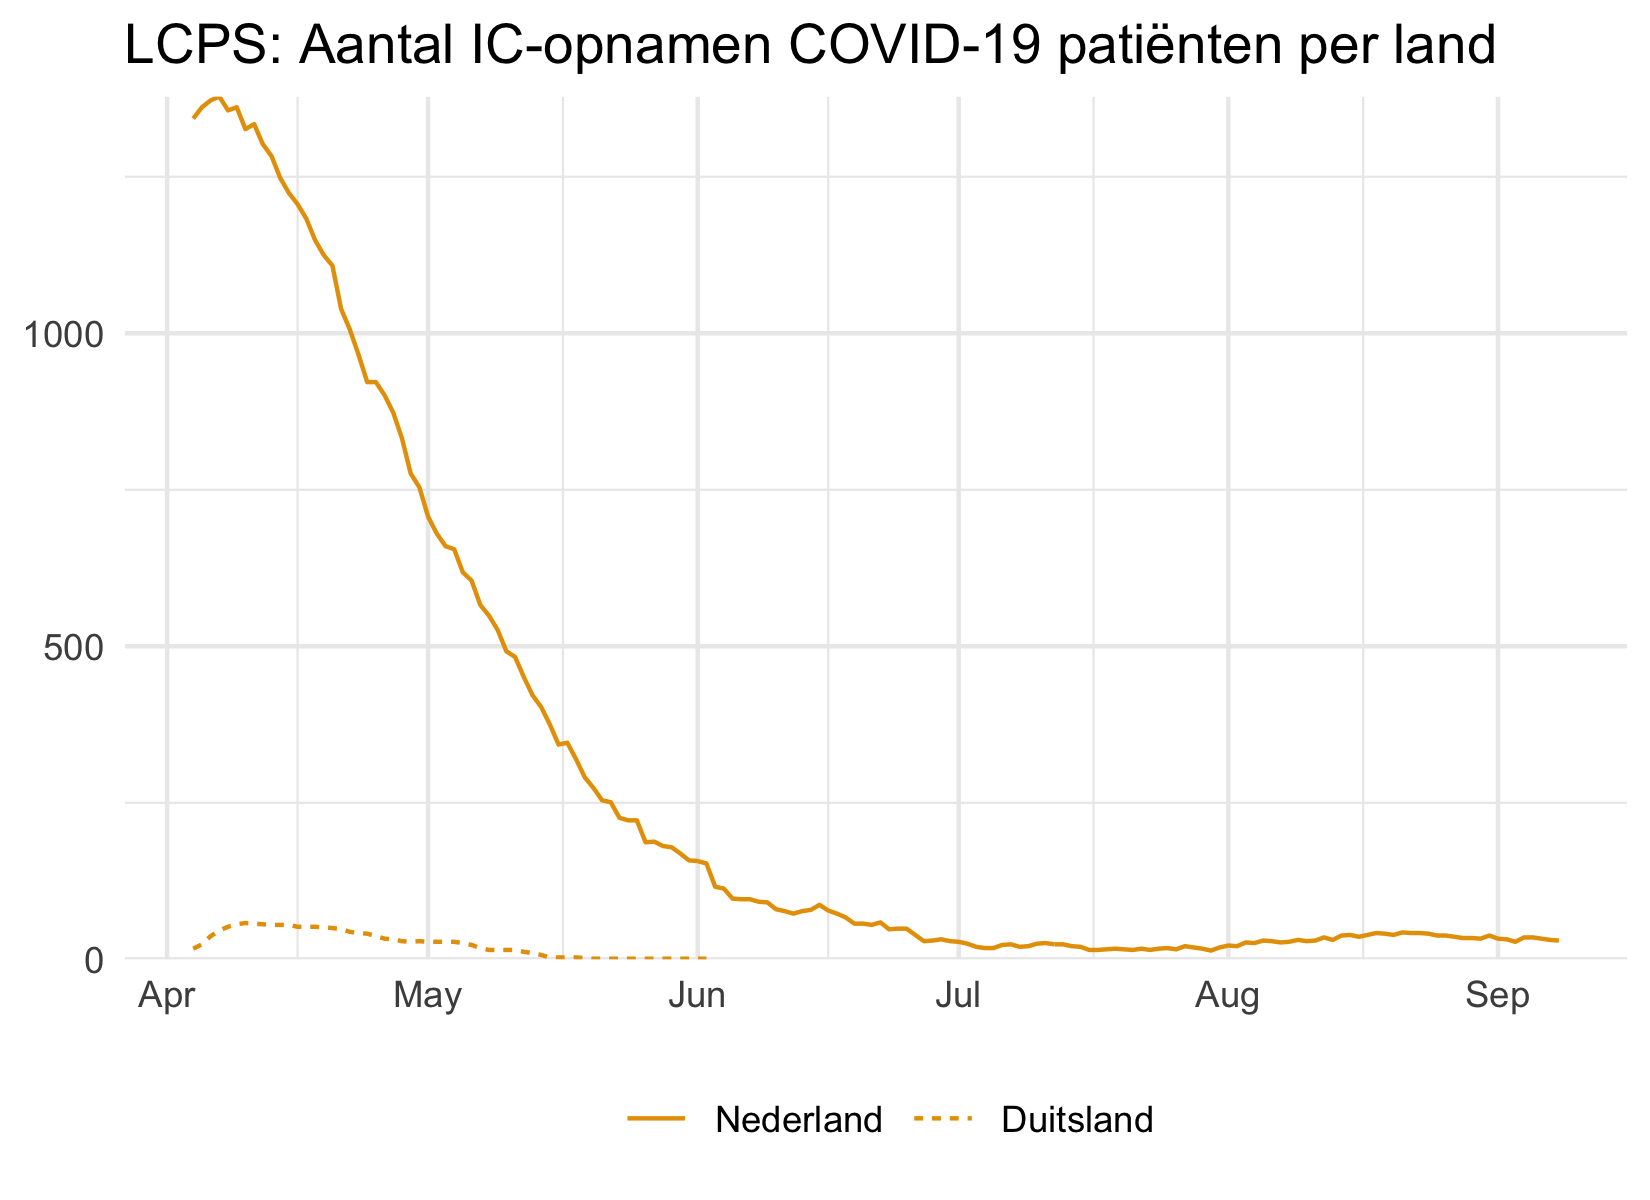 LCPS: Aantal IC-opnamen COVID-19 patiënten per land
1000
500
0
Apr May Jun Jul Aug Sep
Nederland Duitsland